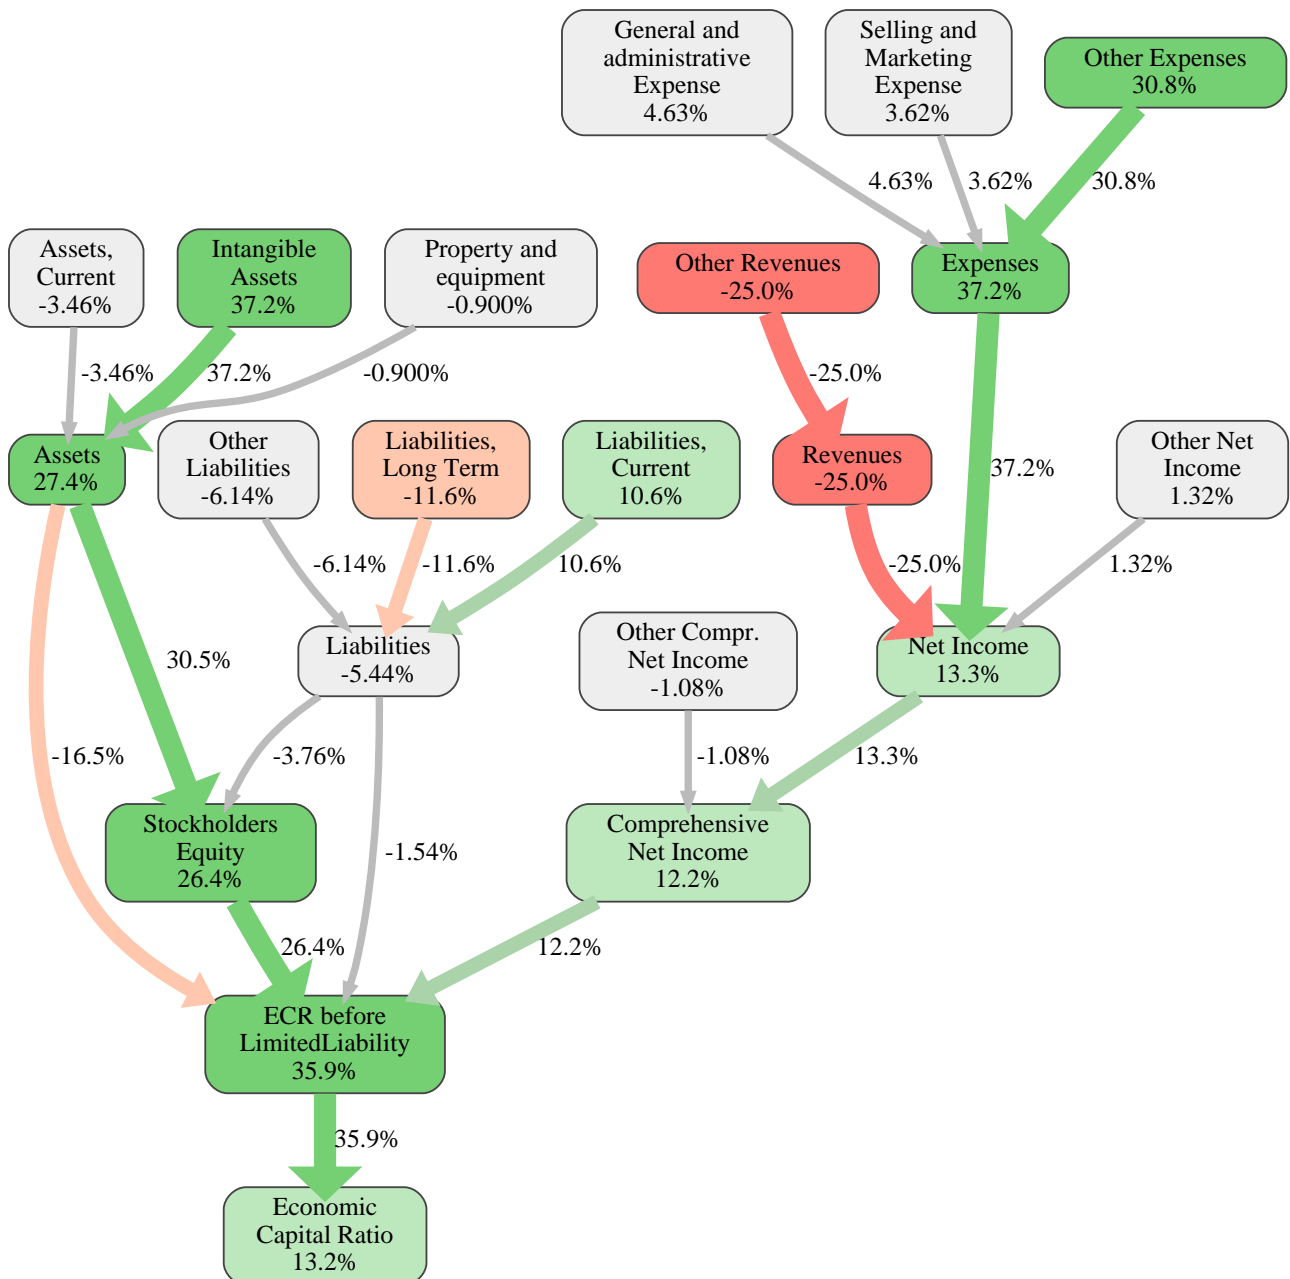 General and
administrative
Expense
4.63%
Selling and
Marketing
Expense
3.62%
Other Expenses
30.8%
4.63%
3.62%
30.8%
Assets,
Current
-3.46%
Intangible
Assets
37.2%
Property and
equipment
-0.900%
Other Revenues
-25.0%
Expenses
37.2%
-3.46%
37.2%
-0.900%
-25.0%
37.2%
Assets
27.4%
Other
Liabilities
-6.14%
Liabilities,
Long Term
-11.6%
Liabilities,
Current
10.6%
Revenues
-25.0%
Other Net
Income
1.32%
-6.14%
-11.6%
10.6%
-25.0%
1.32%
30.5%
Liabilities
-5.44%
Other Compr.
Net Income
-1.08%
Net Income
13.3%
-16.5%
-3.76%
-1.08%
13.3%
Stockholders
Equity
26.4%
-1.54%
Comprehensive
Net Income
12.2%
26.4%
12.2%
ECR before
LimitedLiability
35.9%
35.9%
Economic
Capital Ratio
13.2%